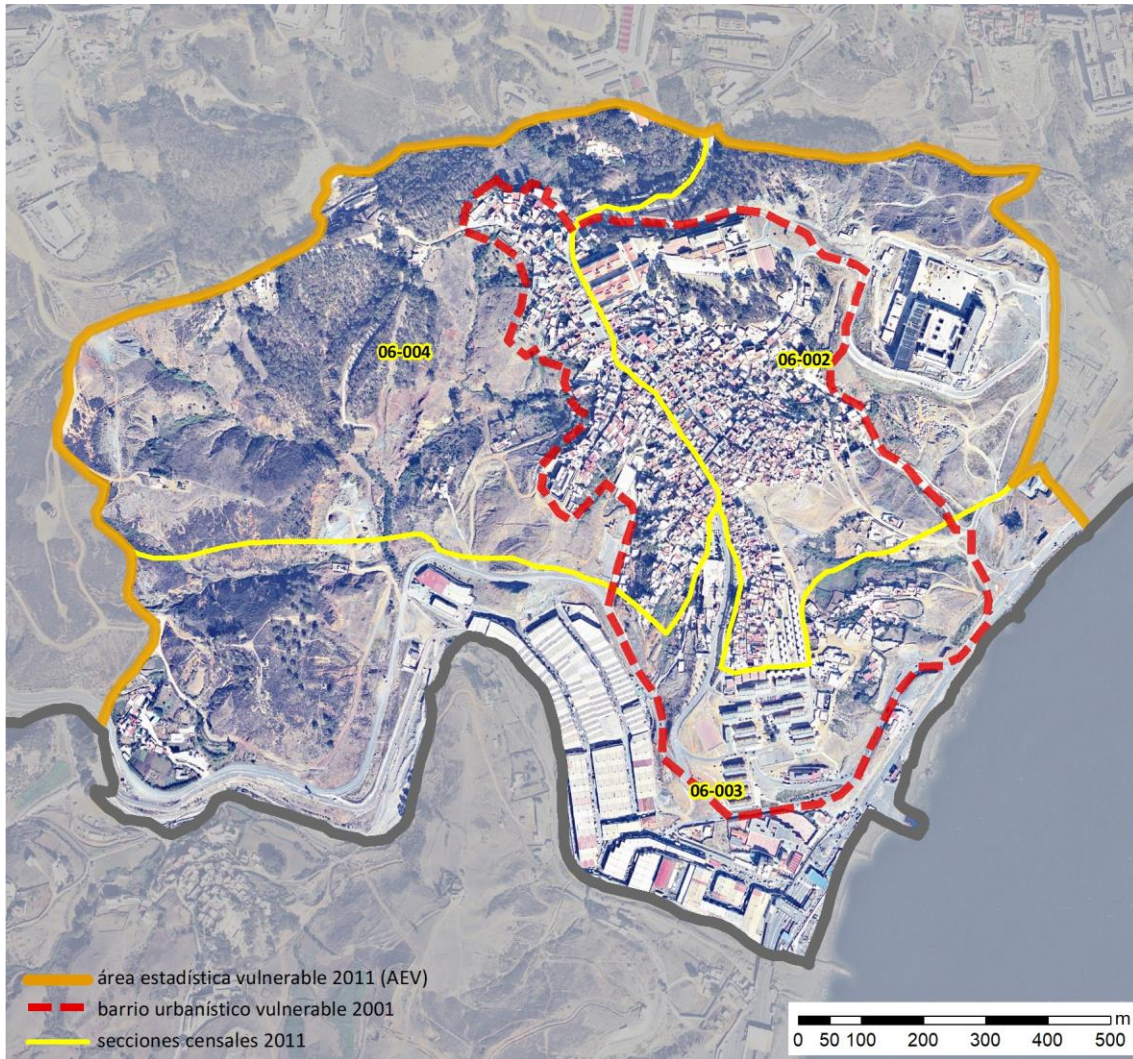 06-004
06-002
06-003
área estadística vulnerable 2011 (AEV)
barrio urbanístico vulnerable 2001
secciones censales 2011
m
0 50 100 200 300 400 500